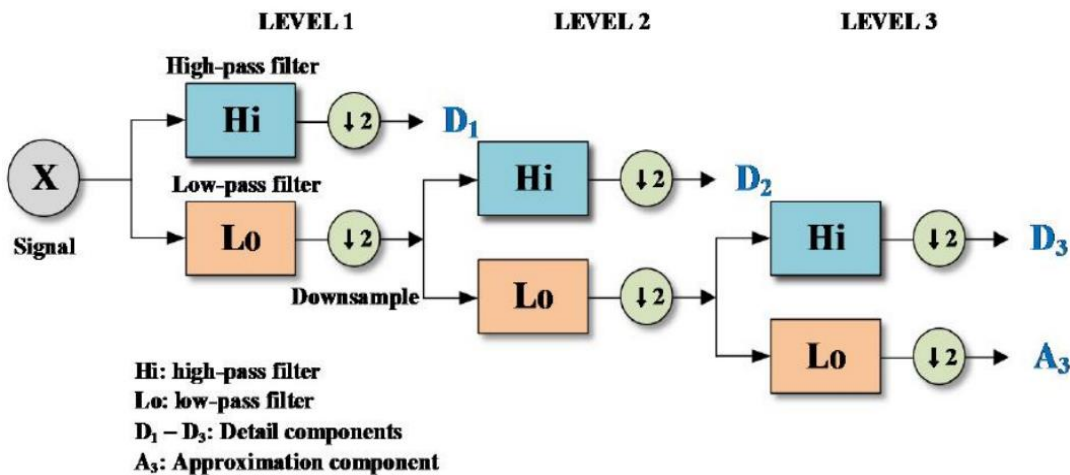 LEVEL 1 LEVEL 2 LEVEL 3
High-pass filter
Hi ↓2 D₁
X
Signal
Low-pass filter
Lo ↓2
Downsample
Hi ↓2 D₂
Lo ↓2
Hi ↓2 D₃
Lo ↓2 A₃
Hi: high-pass filter
Lo: low-pass filter
D₁ – D₃: Detail components
A₃: Approximation component